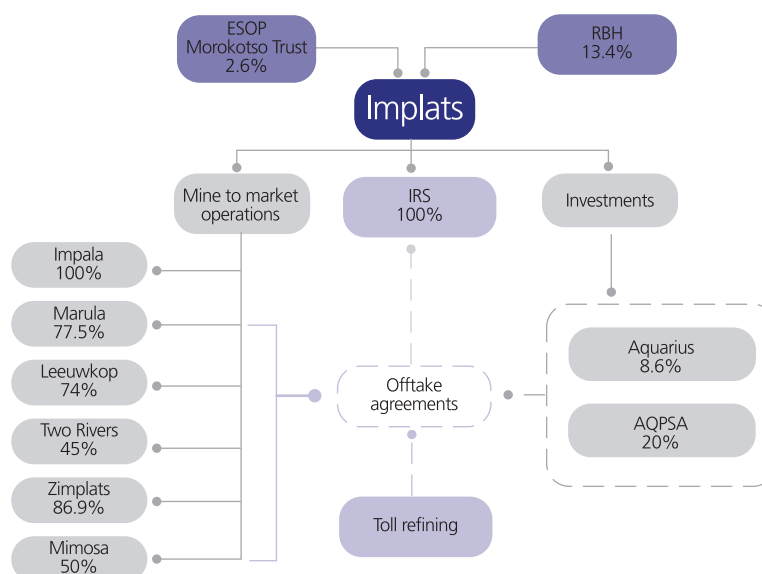 ESOP
Morokotso Trust
2.6%
RBH
13.4%
Implats
Mine to market
operations
IRS
100%
Investments
Impala
100%
Marula
77.5%
Leeuwkop
74%
Two Rivers
45%
Zimplats
86.9%
Mimosa
50%
Offtake
agreements
Toll refining
Aquarius
8.6%
AQPSA
20%